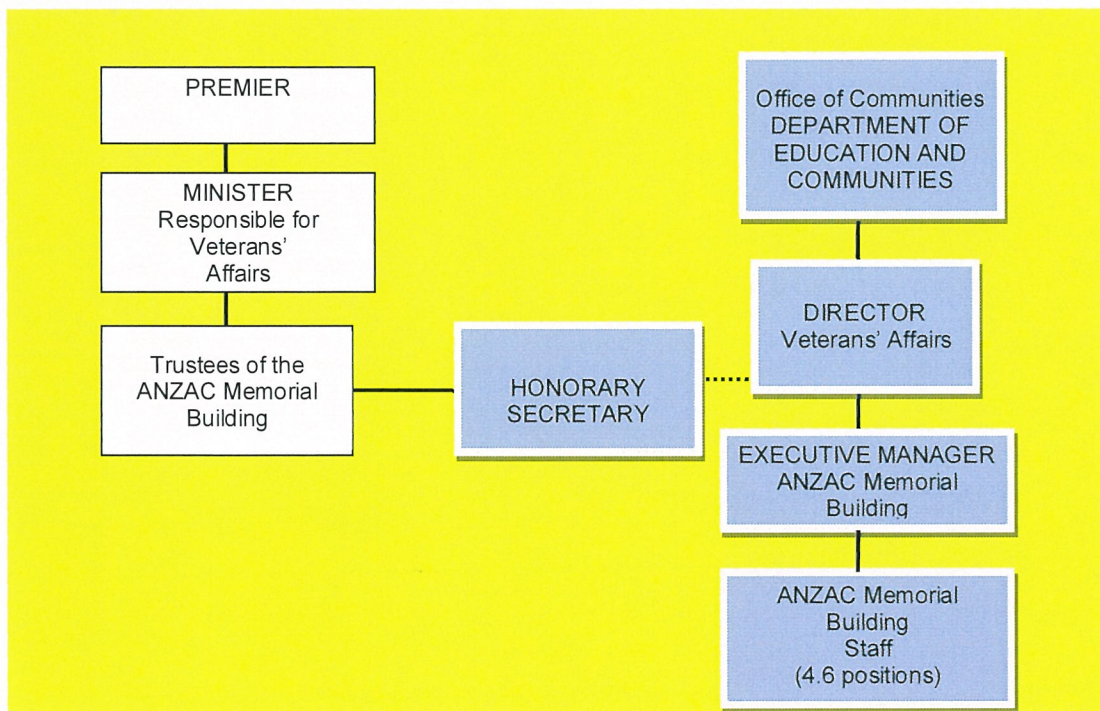 PREMIER
MINISTER
Responsible for
Veterans'
Affairs
Trustees of the
ANZAC Memorial
Building
HONORARY
SECRETARY
Office of Communities
DEPARTMENT OF
EDUCATION AND
COMMUNITIES
DIRECTOR
Veterans' Affairs
EXECUTIVE MANAGER
ANZAC Memorial
Building
ANZAC Memorial
Building
Staff
(4.6 positions)